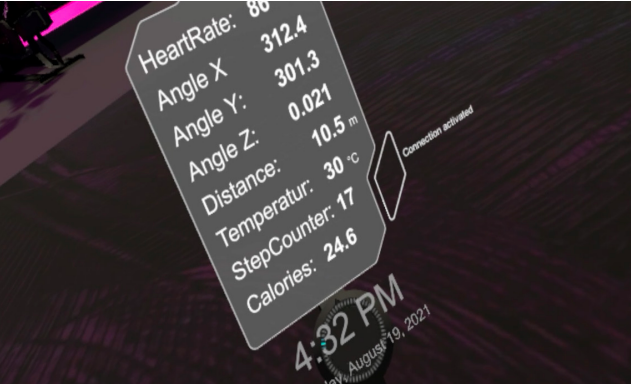 HeartRate: 86
Angle X 312.4
Angle Y: 301.3
Angle Z: 0.021
Distance: 10.5 m
Temperatur: 30 °C
StepCounter: 17
Calories: 24.6
Connection activated
4:32 PM
August 19, 2021